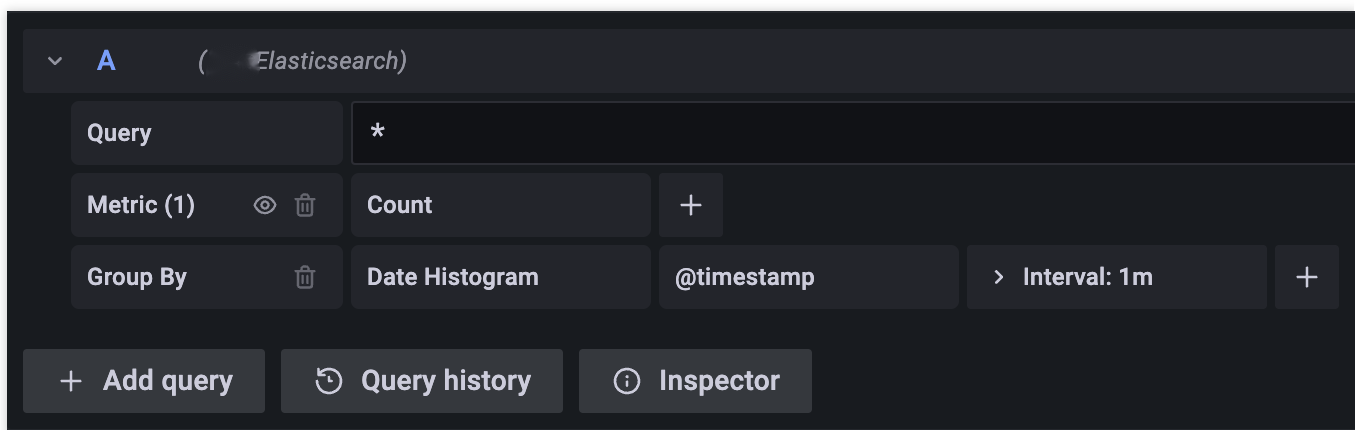 A (Elasticsearch)
Query *
Metric (1) Count +
Group By Date Histogram @timestamp > Interval: 1m +
+ Add query Query history Inspector